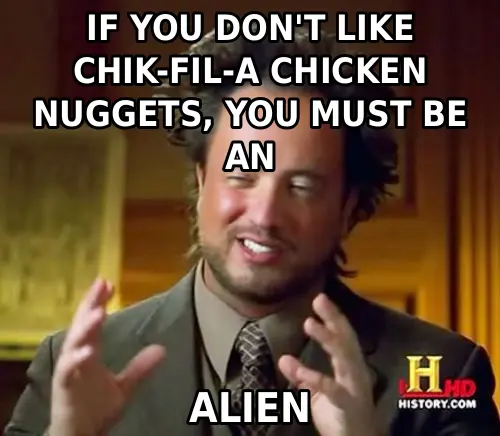 IF YOU DON'T LIKE
CHIK-FIL-A CHICKEN
NUGGETS, YOU MUST BE
AN
ALIEN
H HD
HISTORY.COM